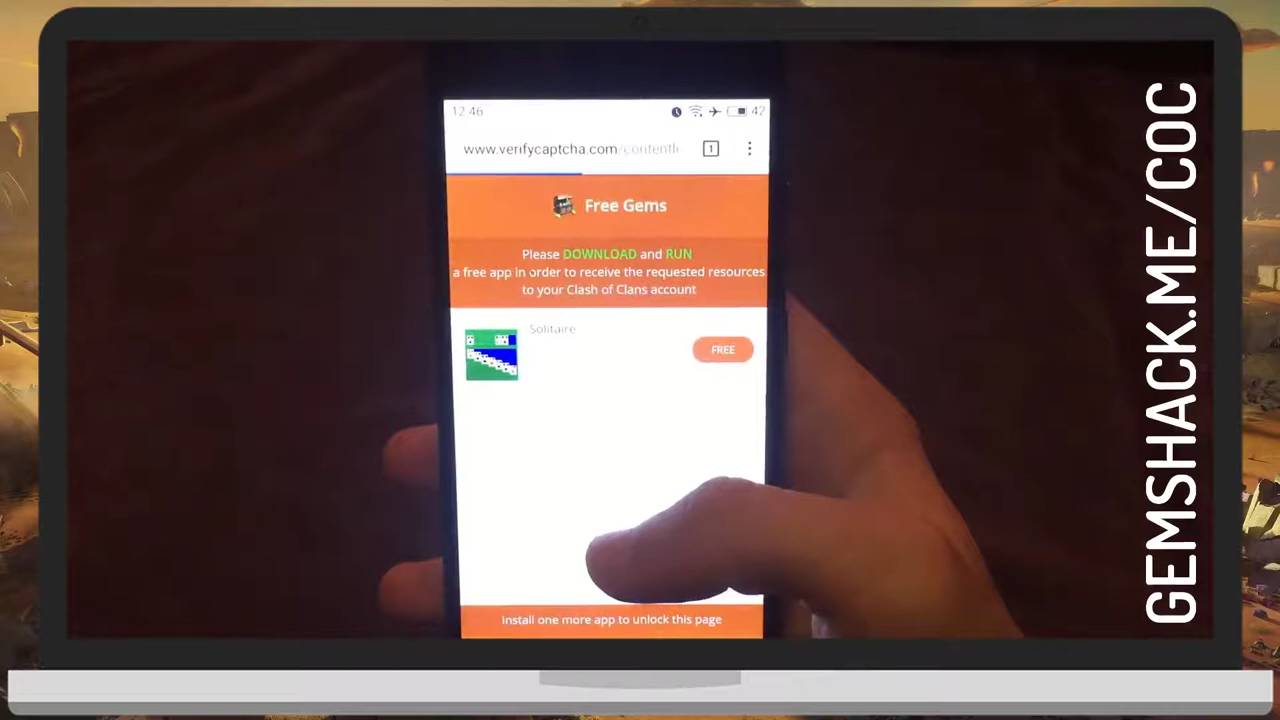 12 46
42
www.verifycaptcha.com/contentl
1
Free Gems
Please DOWNLOAD and RUN
a free app in order to receive the requested resources
to your Clash of Clans account
Solitaire
FREE
Install one more app to unlock this page
GEMSHACK.ME/COC